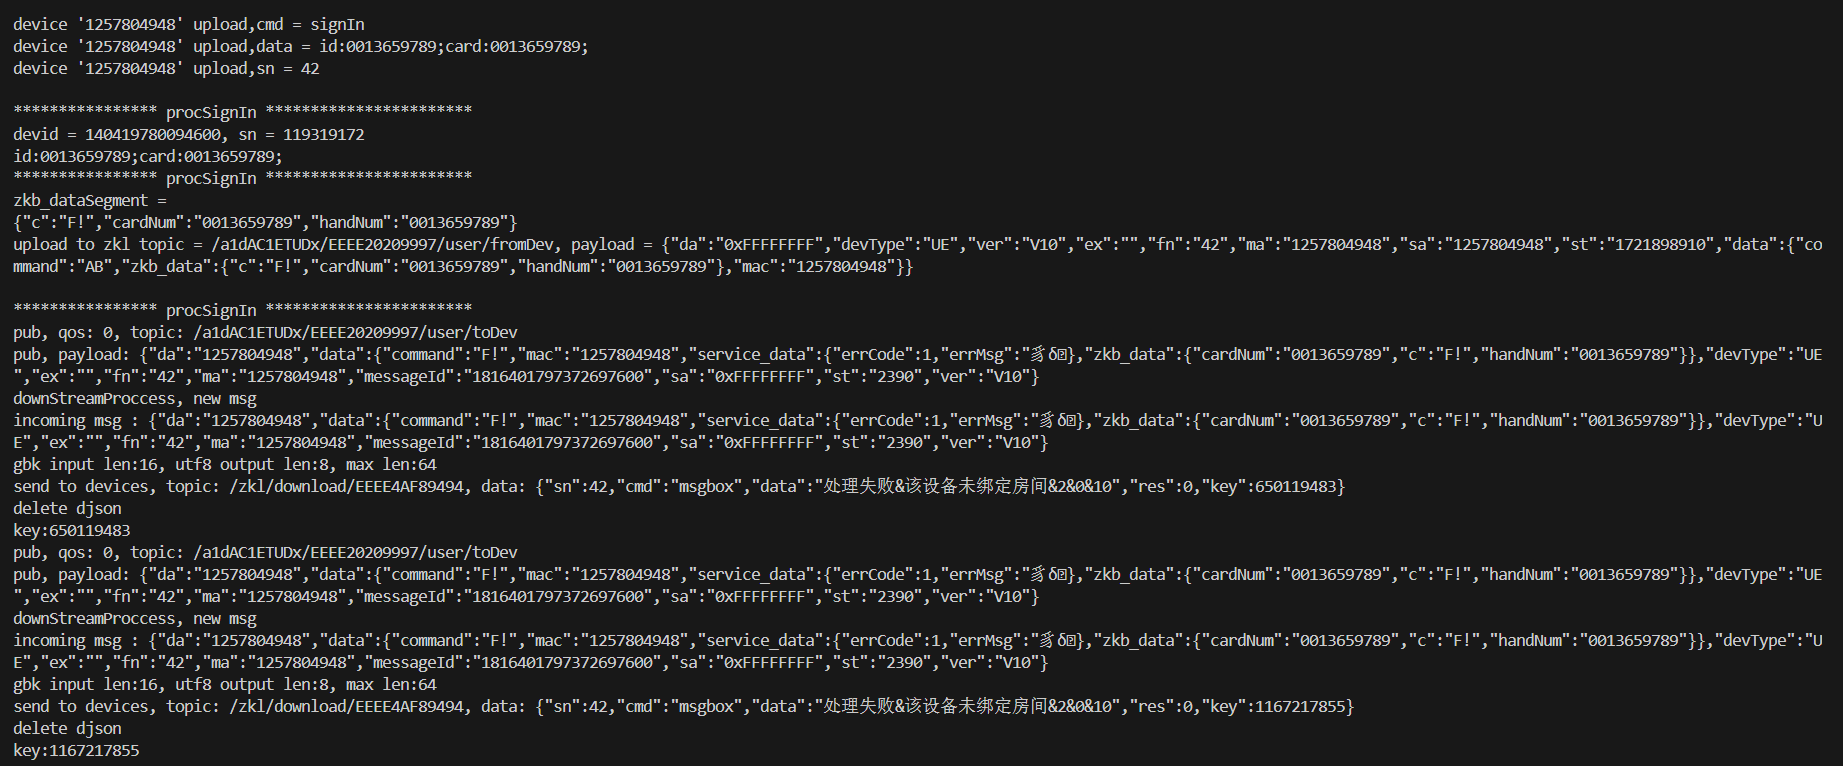 device '1257804948' upload,cmd = signIn
device '1257804948' upload,data = id:0013659789;card:0013659789;
device '1257804948' upload,sn = 42
**************** procSignIn ***********************
devid = 140419780094600, sn = 119319172
id:0013659789;card:0013659789;
**************** procSignIn ***********************
zkb_dataSegment =
{"c":"F!","cardNum":"0013659789","handNum":"0013659789"}
upload to zkl topic = /a1dAC1ETUDx/EEEE20209997/user/fromDev, payload = {"da":"0xFFFFFFFF","devType":"UE","ver":"V10","ex":"","fn":"42","ma":"1257804948","sa":"1257804948","st":"1721898910","data":{"co
mmand":"AB","zkb_data":{"c":"F!","cardNum":"0013659789","handNum":"0013659789"},"mac":"1257804948"}}
**************** procSignIn ***********************
pub, qos: 0, topic: /a1dAC1ETUDx/EEEE20209997/user/toDev
pub, payload: {"da":"1257804948","data":{"command":"F!","mac":"1257804948","service_data":{"errCode":1,"errMsg":"δ},"zkb_data":{"cardNum":"0013659789","c":"F!","handNum":"0013659789"}},"devType":"UE
","ex":"","fn":"42","ma":"1257804948","messageId":"1816401797372697600","sa":"0xFFFFFFFF","st":"2390","ver":"V10"}
downStreamProccess, new msg
incoming msg : {"da":"1257804948","data":{"command":"F!","mac":"1257804948","service_data":{"errCode":1,"errMsg":"δ},"zkb_data":{"cardNum":"0013659789","c":"F!","handNum":"0013659789"}},"devType":"U
E","ex":"","fn":"42","ma":"1257804948","messageId":"1816401797372697600","sa":"0xFFFFFFFF","st":"2390","ver":"V10"}
gbk input len:16, utf8 output len:8, max len:64
send to devices, topic: /zkl/download/EEEE4AF89494, data: {"sn":42,"cmd":"msgbox","data":"处理失败&该设备未绑定房间&2&0&10","res":0,"key":650119483}
delete djson
key:650119483
pub, qos: 0, topic: /a1dAC1ETUDx/EEEE20209997/user/toDev
pub, payload: {"da":"1257804948","data":{"command":"F!","mac":"1257804948","service_data":{"errCode":1,"errMsg":"δ},"zkb_data":{"cardNum":"0013659789","c":"F!","handNum":"0013659789"}},"devType":"UE
","ex":"","fn":"42","ma":"1257804948","messageId":"1816401797372697600","sa":"0xFFFFFFFF","st":"2390","ver":"V10"}
downStreamProccess, new msg
incoming msg : {"da":"1257804948","data":{"command":"F!","mac":"1257804948","service_data":{"errCode":1,"errMsg":"δ},"zkb_data":{"cardNum":"0013659789","c":"F!","handNum":"0013659789"}},"devType":"U
E","ex":"","fn":"42","ma":"1257804948","messageId":"1816401797372697600","sa":"0xFFFFFFFF","st":"2390","ver":"V10"}
gbk input len:16, utf8 output len:8, max len:64
send to devices, topic: /zkl/download/EEEE4AF89494, data: {"sn":42,"cmd":"msgbox","data":"处理失败&该设备未绑定房间&2&0&10","res":0,"key":1167217855}
delete djson
key:1167217855